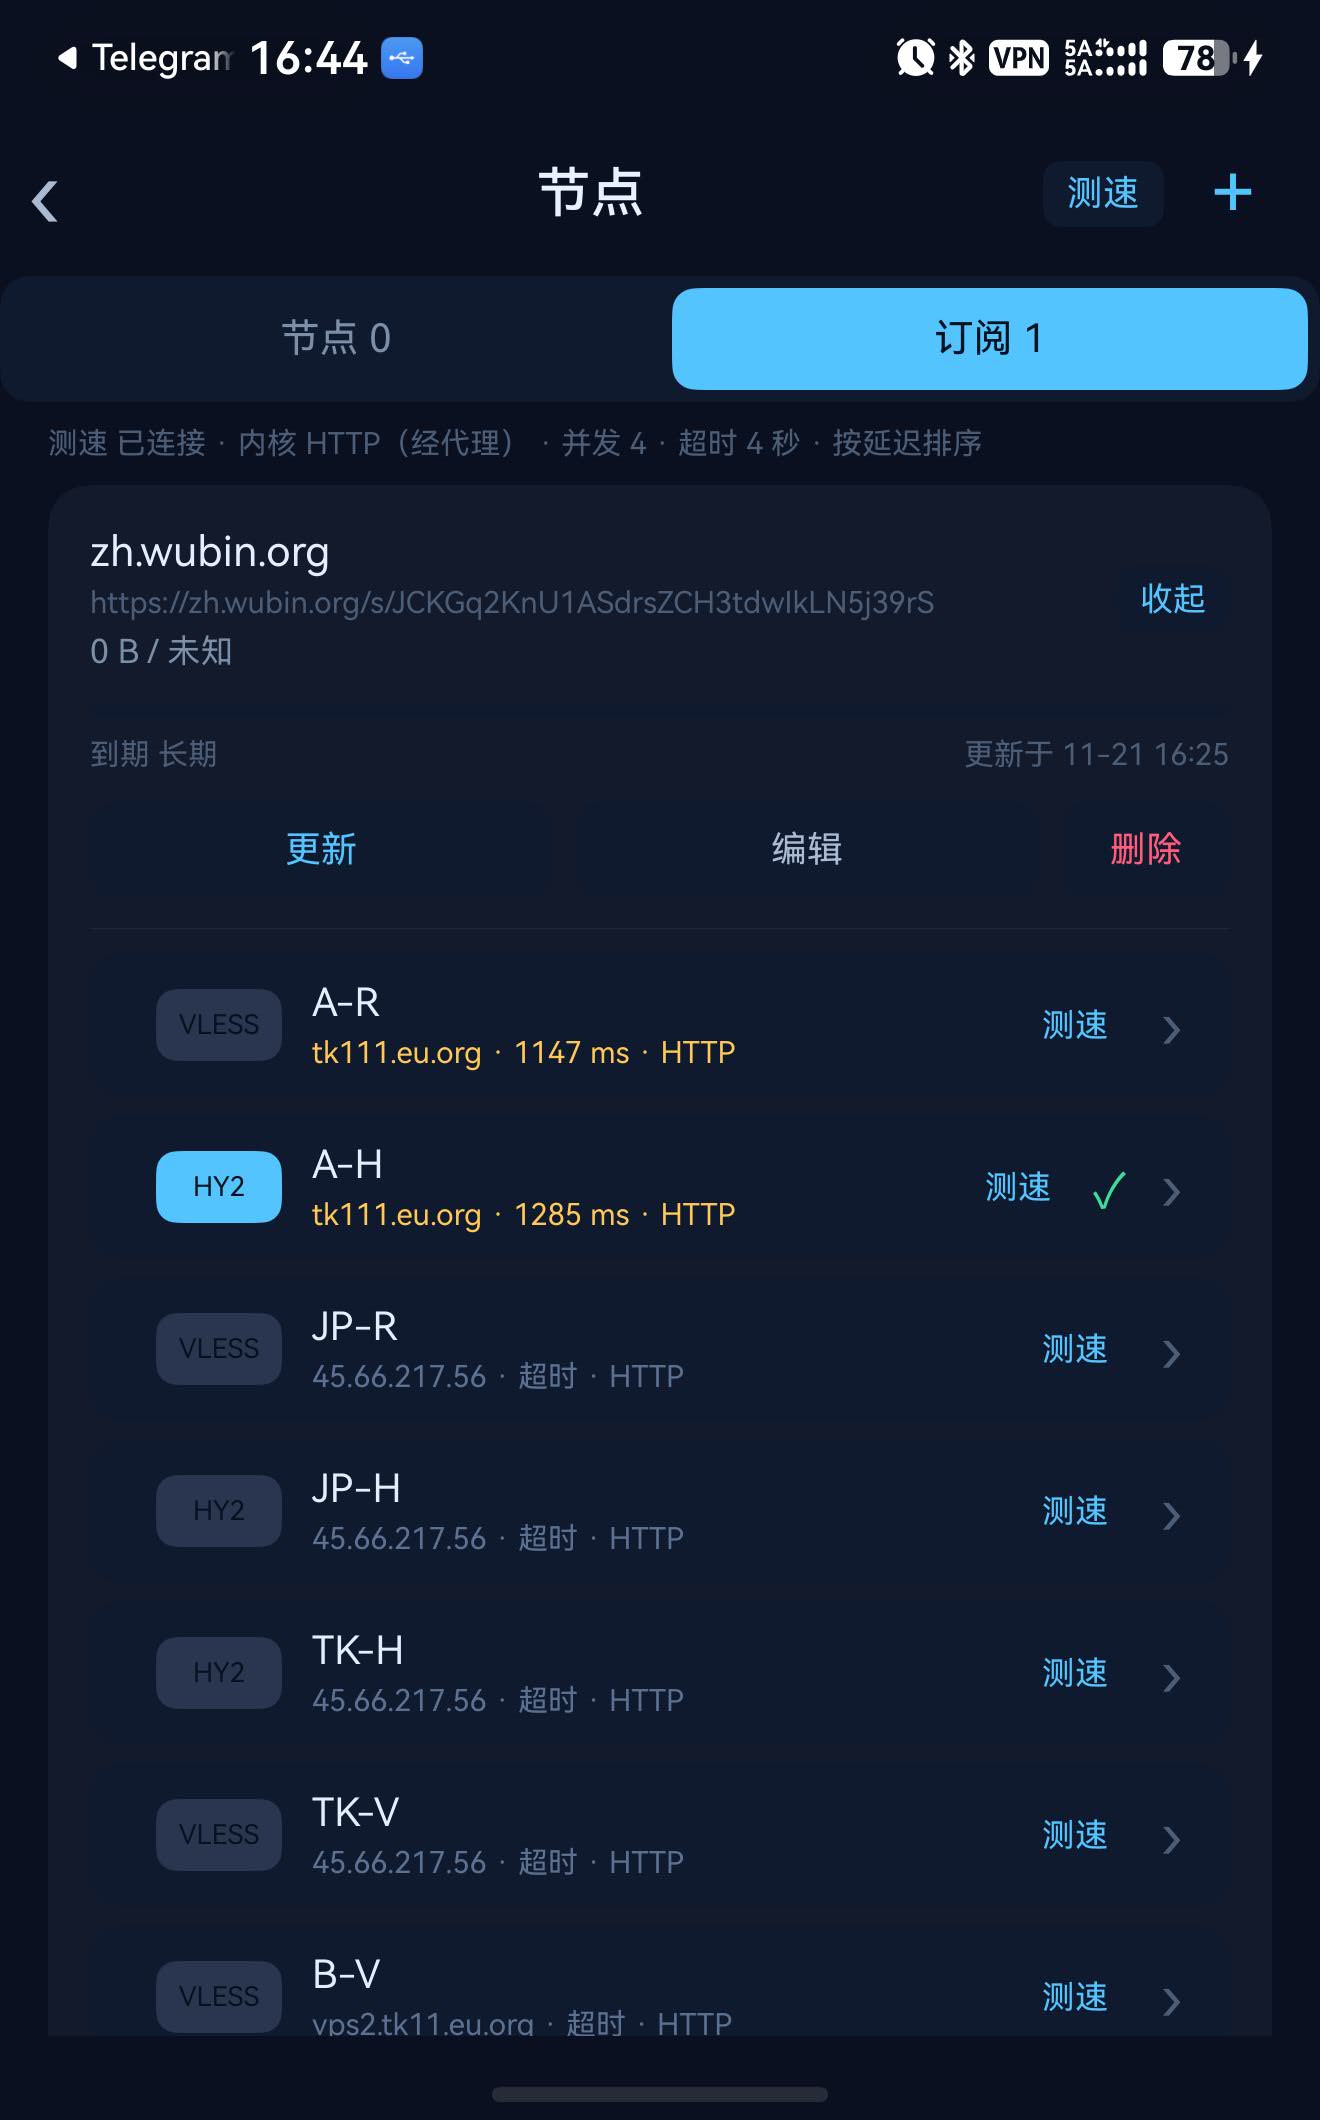 Telegram 16:44 VPN 5A 5A 78
节点 测速 +
节点 0 订阅 1
测速 已连接 · 内核 HTTP（经代理） · 并发 4 · 超时 4 秒 · 按延迟排序
zh.wubin.org
https://zh.wubin.org/s/JCKGq2KnU1ASdrsZCH3tdwIkLN5j39rS
收起
0 B / 未知
到期 长期 更新于 11-21 16:25
更新 编辑 删除
VLESS A-R 测速
tk111.eu.org · 1147 ms · HTTP
HY2 A-H 测速 ✓
tk111.eu.org · 1285 ms · HTTP
VLESS JP-R 测速
45.66.217.56 · 超时 · HTTP
HY2 JP-H 测速
45.66.217.56 · 超时 · HTTP
HY2 TK-H 测速
45.66.217.56 · 超时 · HTTP
VLESS TK-V 测速
45.66.217.56 · 超时 · HTTP
VLESS B-V 测速
vps2.tk11.eu.org · 超时 · HTTP